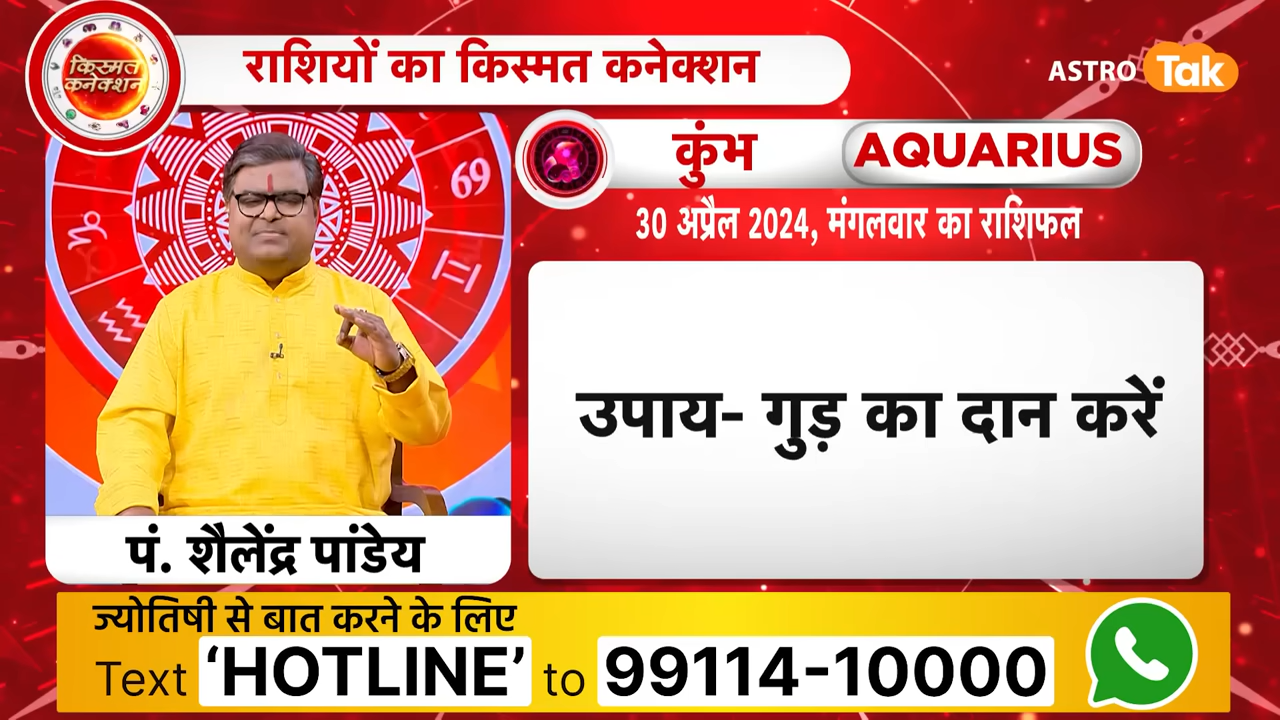 किस्मत
कनेक्शन
राशियों का किस्मत कनेक्शन
ASTRO Tak
कुंभ
AQUARIUS
30 अप्रैल 2024, मंगलवार का राशिफल
उपाय- गुड़ का दान करें
पं. शैलेंद्र पांडेय
ज्योतिषी से बात करने के लिए
Text ‘HOTLINE’ to 99114-10000